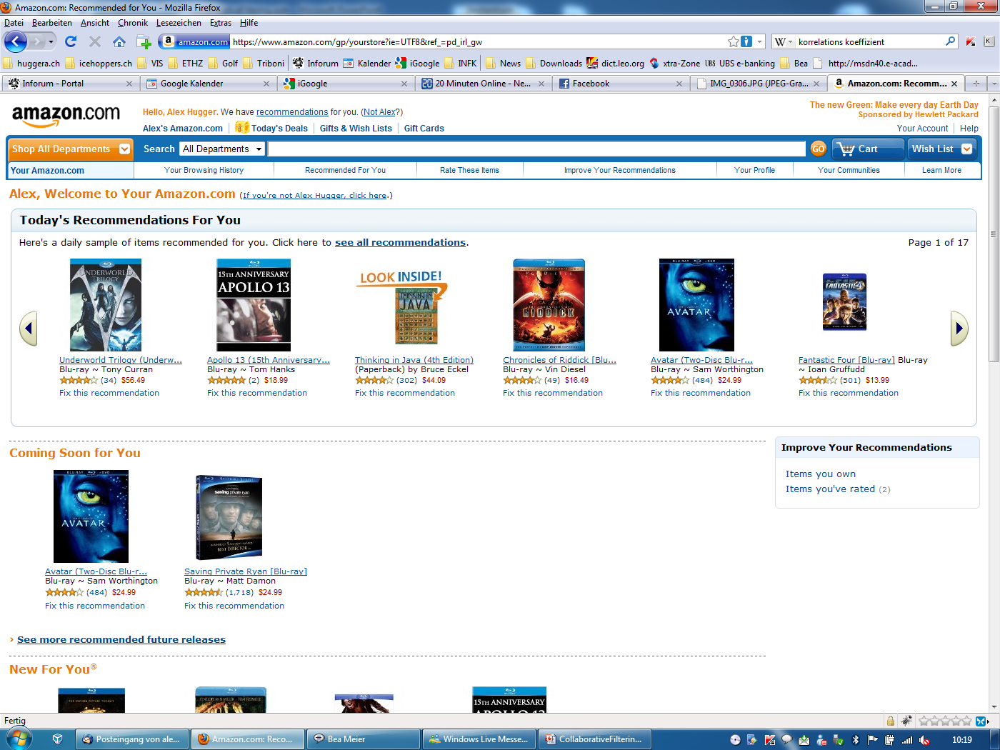 Amazon.com: Recommended for You - Mozilla Firefox
Datei Bearbeiten Ansicht Chronik Lesezeichen Extras Hilfe
amazon.com https://www.amazon.com/gp/yourstore?ie=UTF8&ref_=pd_irl_gw W korrelations koeffizient
huggera.ch icehoppers.ch VIS ETHZ Golf Triboni Inforum Kalender iGoogle INFK News Downloads dict.leo.org xtra-Zone UBS UBS e-banking Bea http://msdn40.e-acad...
Inforum - Portal Google Kalender iGoogle 20 Minuten Online - Ne... Facebook IMG_0306.JPG (JPEG-Gra... Amazon.com: Recomm...
amazon.com
Hello, Alex Hugger. We have recommendations for you. (Not Alex?)
The new Green: Make every day Earth Day
Sponsored by Hewlett Packard
Alex's Amazon.com Today's Deals Gifts & Wish Lists Gift Cards Your Account Help
Shop All Departments Search All Departments GO Cart Wish List
Your Amazon.com Your Browsing History Recommended For You Rate These Items Improve Your Recommendations Your Profile Your Communities Learn More
Alex, Welcome to Your Amazon.com (If you're not Alex Hugger, click here.)
Today's Recommendations For You
Here's a daily sample of items recommended for you. Click here to see all recommendations. Page 1 of 17
UNDERWORLD TRILOGY
15TH ANNIVERSARY APOLLO 13
LOOK INSIDE!
THINKING IN JAVA
VIN DIESEL
RIDDICK
AVATAR
FANTASTIC 4
Underworld Trilogy (Underw... Apollo 13 (15th Anniversary... Thinking in Java (4th Edition) Chronicles of Riddick [Blu... Avatar (Two-Disc Blu-r... Fantastic Four [Blu-ray] Blu-ray
Blu-ray ~ Tony Curran Blu-ray ~ Tom Hanks (Paperback) by Bruce Eckel Blu-ray ~ Vin Diesel Blu-ray ~ Sam Worthington ~ Ioan Gruffudd
(34) $56.49 (2) $18.99 (302) $44.09 (49) $16.49 (484) $24.99 (501) $13.99
Fix this recommendation Fix this recommendation Fix this recommendation Fix this recommendation Fix this recommendation Fix this recommendation
Coming Soon for You
Improve Your Recommendations
Items you own
Items you've rated (2)
AVATAR
saving private ryan
BEST DIRECTOR
Avatar (Two-Disc Blu-r... Saving Private Ryan [Blu-ray]
Blu-ray ~ Sam Worthington Blu-ray ~ Matt Damon
(484) $24.99 (1,718) $24.99
Fix this recommendation Fix this recommendation
› See more recommended future releases
New For You®
THE MOTION PICTURE TRILOGY
PENELOPE ANN MILLER TOM SIZEMORE
15TH ANNIVERSARY
APOLLO 13
Fertig
Posteingang von ale... Amazon.com: Reco... Bea Meier Windows Live Messe... CollaborativeFilterin... 10:19